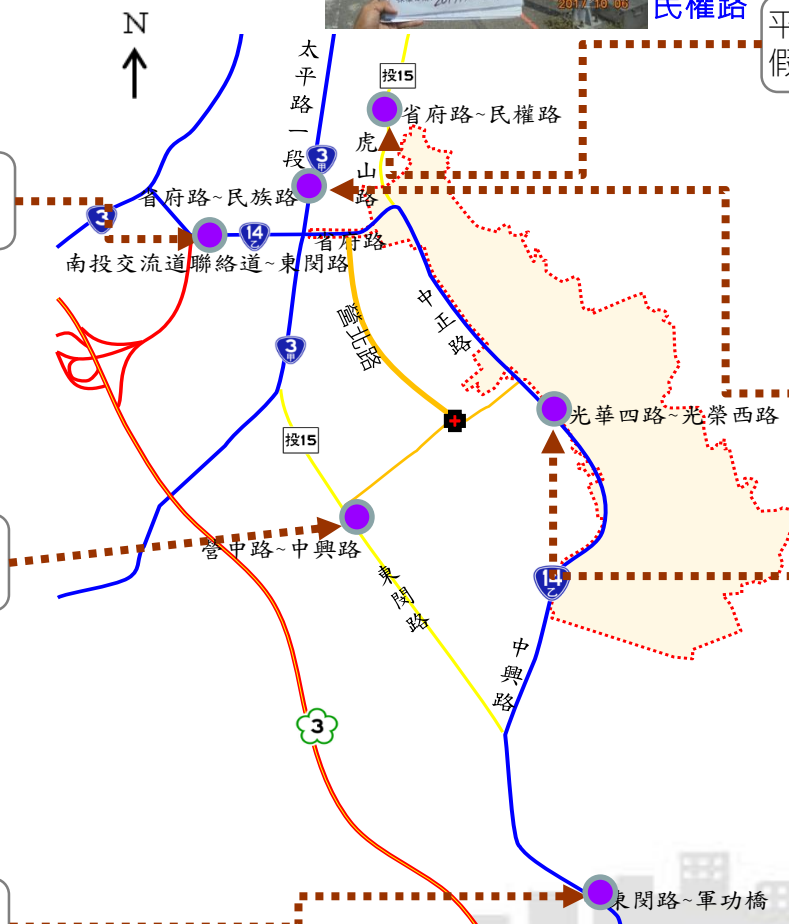 2017 10 06
民權路
平
假
N
太平路一段
投15
省府路~民權路
虎山路
3甲
省府路~民族路
3
14乙
省府路
南投交流道聯絡道~東閔路
中正路
營北路
3甲
光華四路~光榮西路
投15
營中路~中興路
東閔路
14乙
中興路
3
東閔路~軍功橋